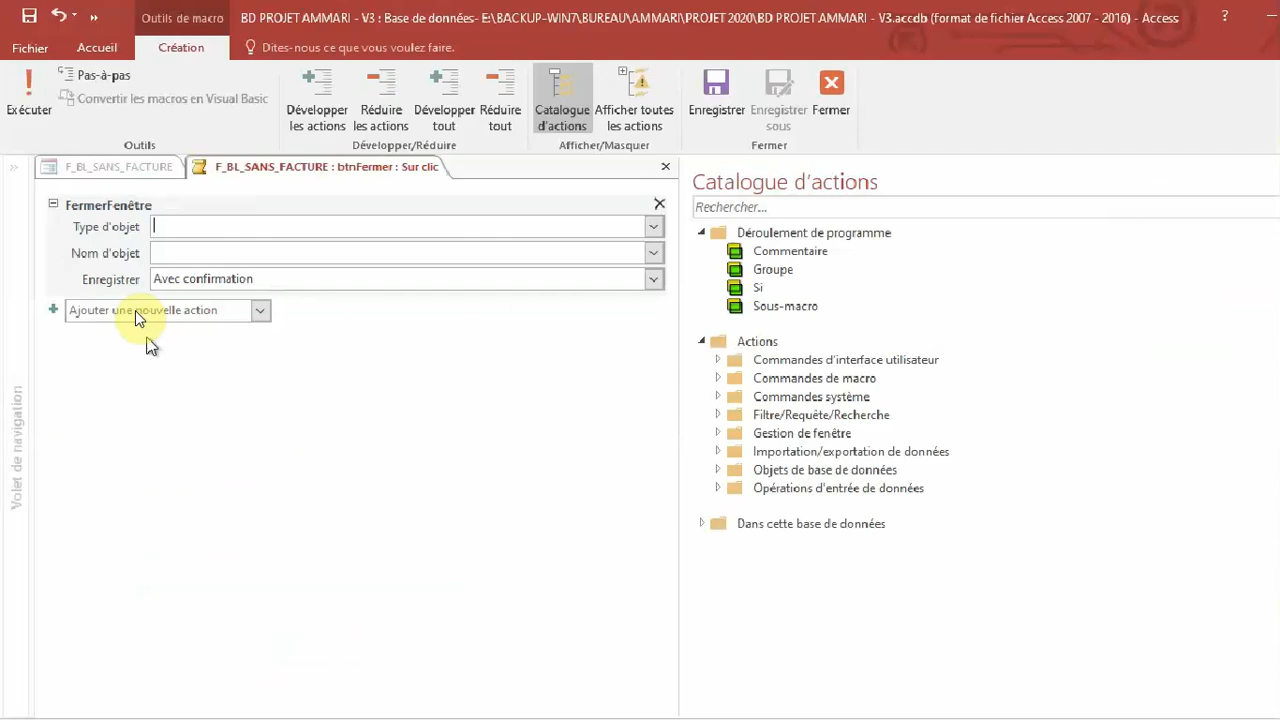 Outils de macro
BD PROJET AMMARI - V3 : Base de données- E:\BACKUP-WIN7\BUREAU\AMMARI\PROJET 2020\BD PROJET AMMARI - V3.accdb (format de fichier Access 2007 - 2016) - Access
?
Fichier
Accueil
Création
Dites-nous ce que vous voulez faire.
Exécuter
Pas-à-pas
Convertir les macros en Visual Basic
Outils
Développer les actions
Réduire les actions
Développer tout
Réduire tout
Développer/Réduire
Catalogue d'actions
Afficher toutes les actions
Afficher/Masquer
Enregistrer
Enregistrer sous
Fermer
Fermer
F_BL_SANS_FACTURE
F_BL_SANS_FACTURE : btnFermer : Sur clic
Volet de navigation
FermerFenêtre
Type d'objet
Nom d'objet
Enregistrer
Avec confirmation
Ajouter une nouvelle action
Catalogue d'actions
Rechercher...
Déroulement de programme
Commentaire
Groupe
Si
Sous-macro
Actions
Commandes d'interface utilisateur
Commandes de macro
Commandes système
Filtre/Requête/Recherche
Gestion de fenêtre
Importation/exportation de données
Objets de base de données
Opérations d'entrée de données
Dans cette base de données